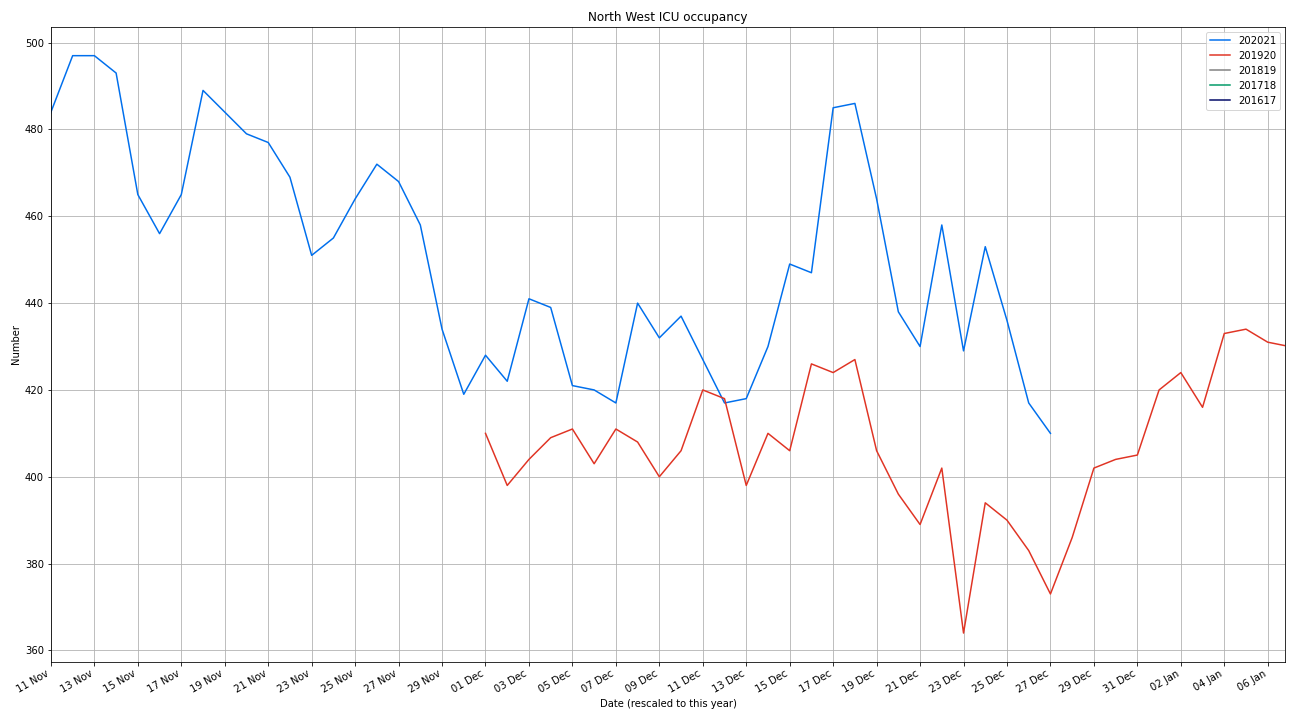 North West ICU occupancy
202021
201920
201819
201718
201617
Number
500
480
460
440
420
400
380
360
11 Nov
13 Nov
15 Nov
17 Nov
19 Nov
21 Nov
23 Nov
25 Nov
27 Nov
29 Nov
01 Dec
03 Dec
05 Dec
07 Dec
09 Dec
11 Dec
13 Dec
15 Dec
17 Dec
19 Dec
21 Dec
23 Dec
25 Dec
27 Dec
29 Dec
31 Dec
02 Jan
04 Jan
06 Jan
Date (rescaled to this year)